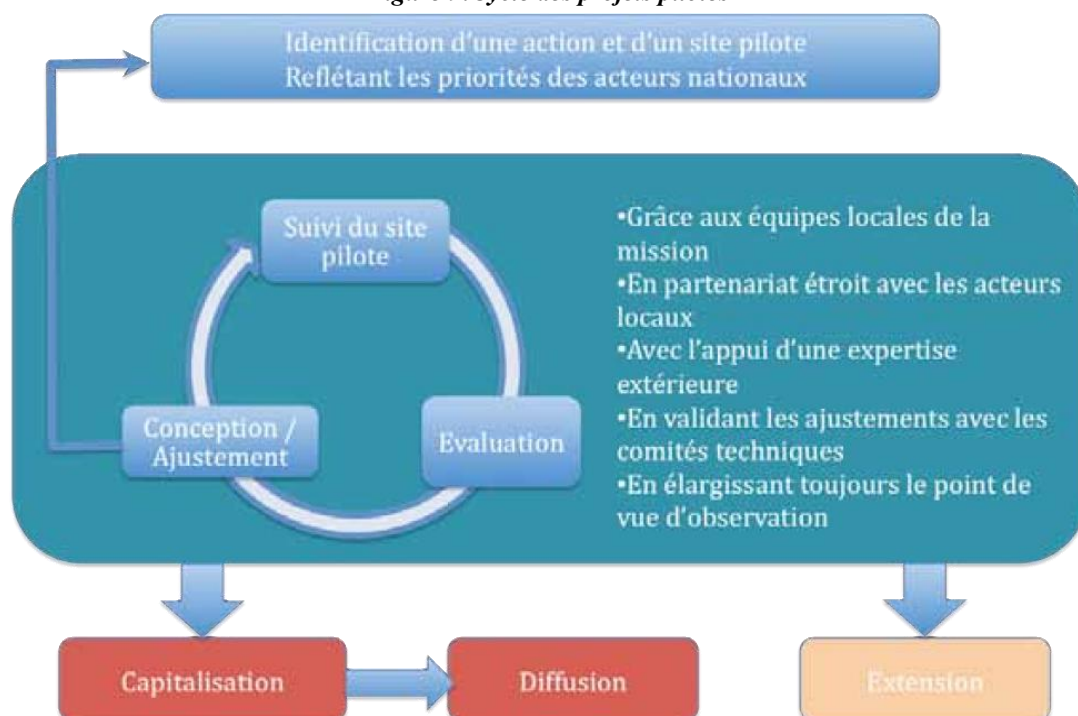 Identification d'une action et d'un site pilote
Reflétant les priorités des acteurs nationaux
Suivi du site
pilote
Conception /
Ajustement
Evaluation
•Grâce aux équipes locales de la
mission
•En partenariat étroit avec les acteurs
locaux
•Avec l'appui d'une expertise
extérieure
•En validant les ajustements avec les
comités techniques
•En élargissant toujours le point de
vue d'observation
Capitalisation
Diffusion
Extension